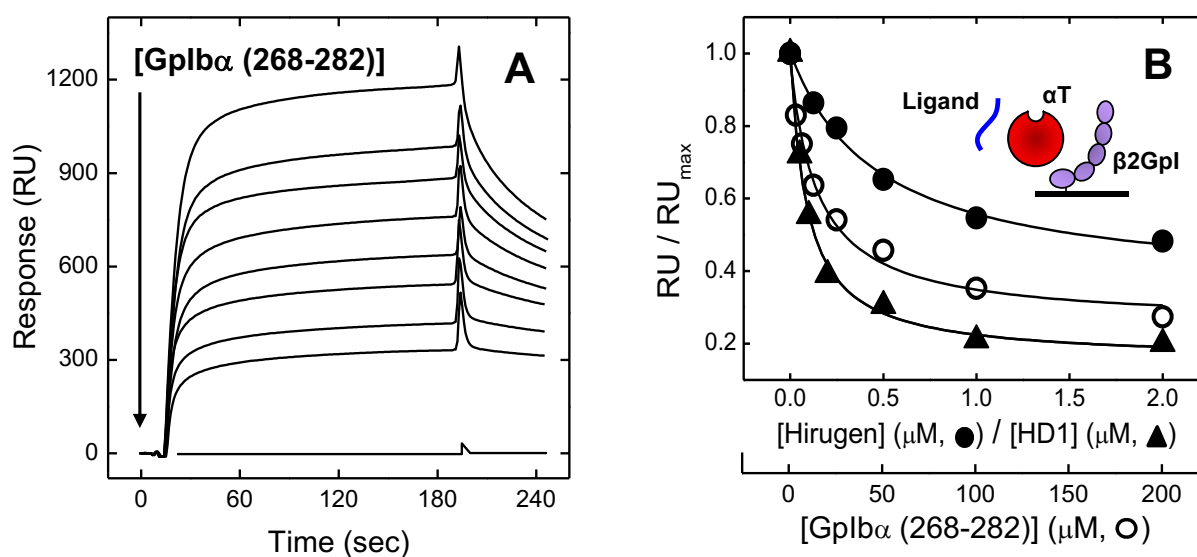 [GpIbα (268-282)]
A
Response (RU)
1200
900
600
300
0
0 60 120 180 240
Time (sec)
B
Ligand
αT
β2GpI
RU / RUmax
1.0
0.8
0.6
0.4
0.2
0.0 0.5 1.0 1.5 2.0
[Hirugen] (μM, ●) / [HD1] (μM, ▲)
0 50 100 150 200
[GpIbα (268-282)] (μM, O)